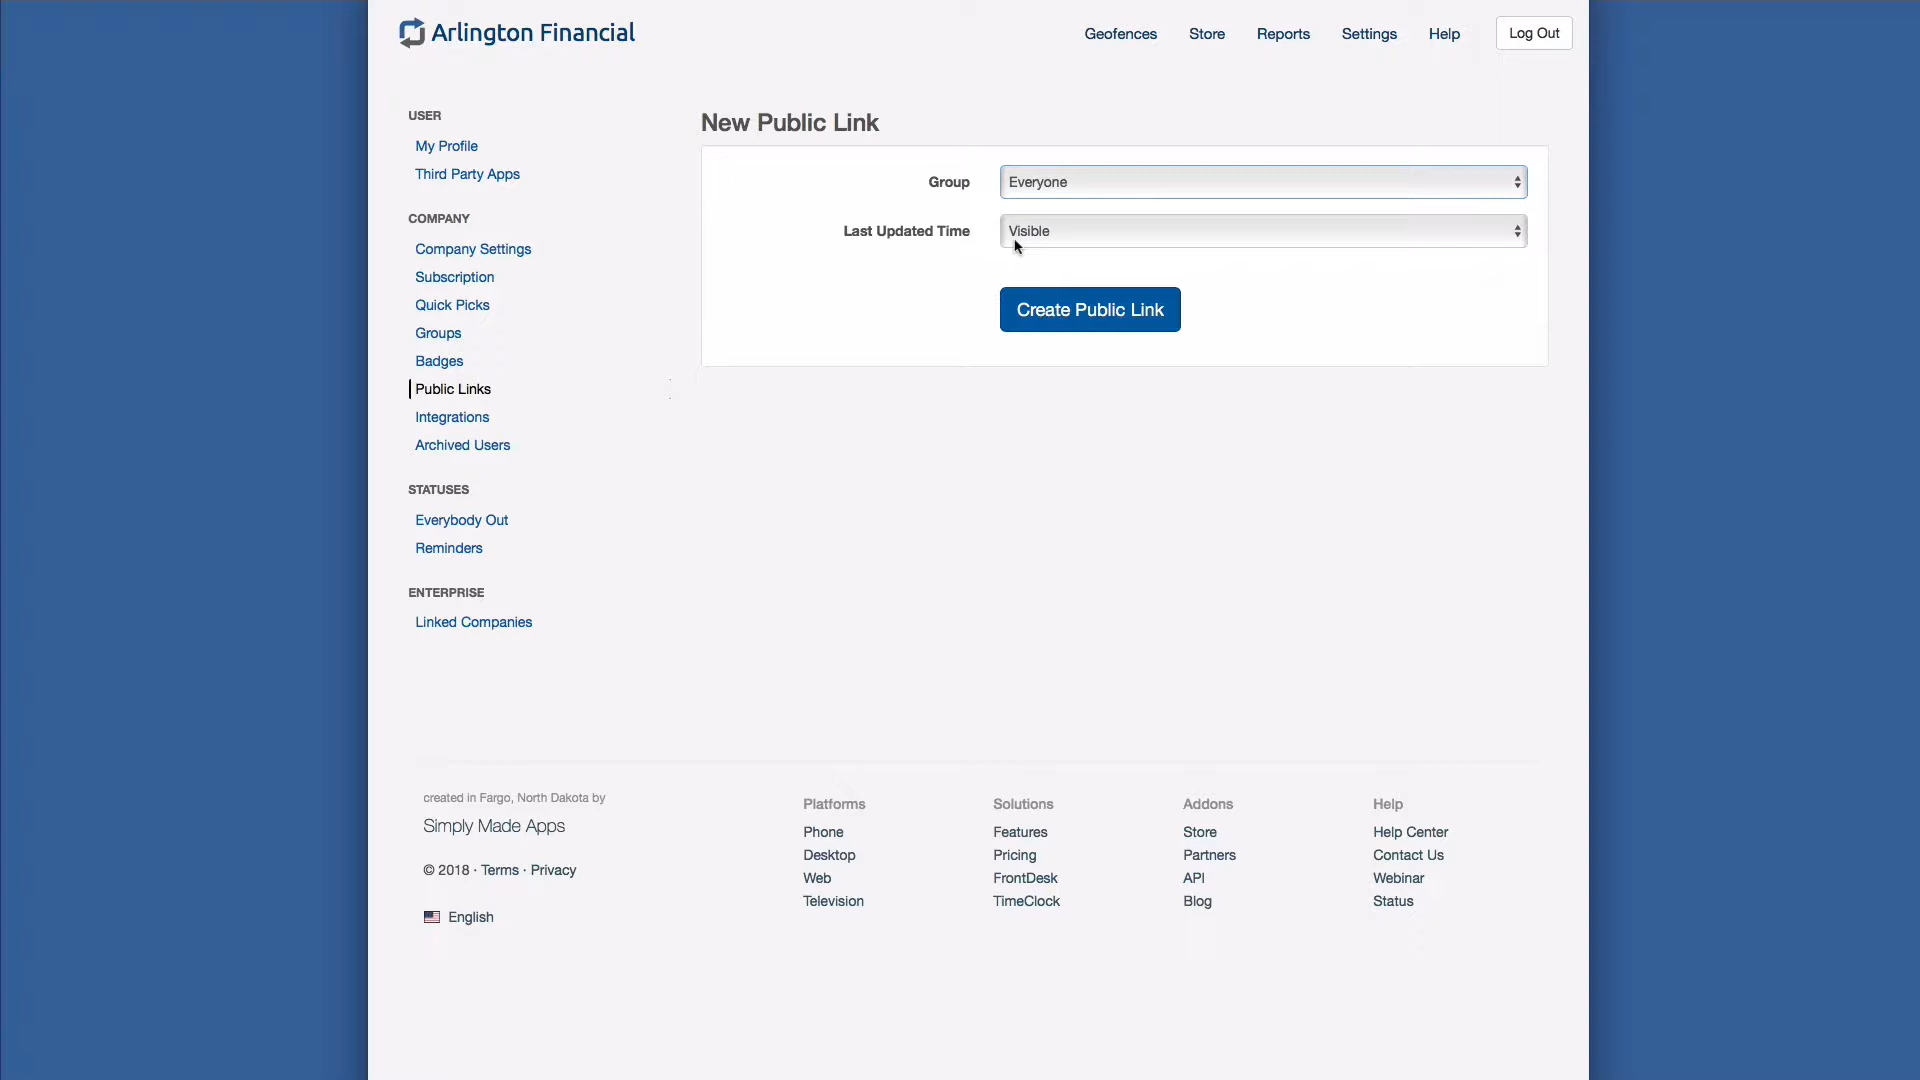 Arlington Financial
Geofences Store Reports Settings Help Log Out
USER
My Profile
Third Party Apps
COMPANY
Company Settings
Subscription
Quick Picks
Groups
Badges
Public Links
Integrations
Archived Users
STATUSES
Everybody Out
Reminders
ENTERPRISE
Linked Companies
New Public Link
Group Everyone
Last Updated Time Visible
Create Public Link
created in Fargo, North Dakota by
Simply Made Apps
© 2018 · Terms · Privacy
English
Platforms
Phone
Desktop
Web
Television
Solutions
Features
Pricing
FrontDesk
TimeClock
Addons
Store
Partners
API
Blog
Help
Help Center
Contact Us
Webinar
Status